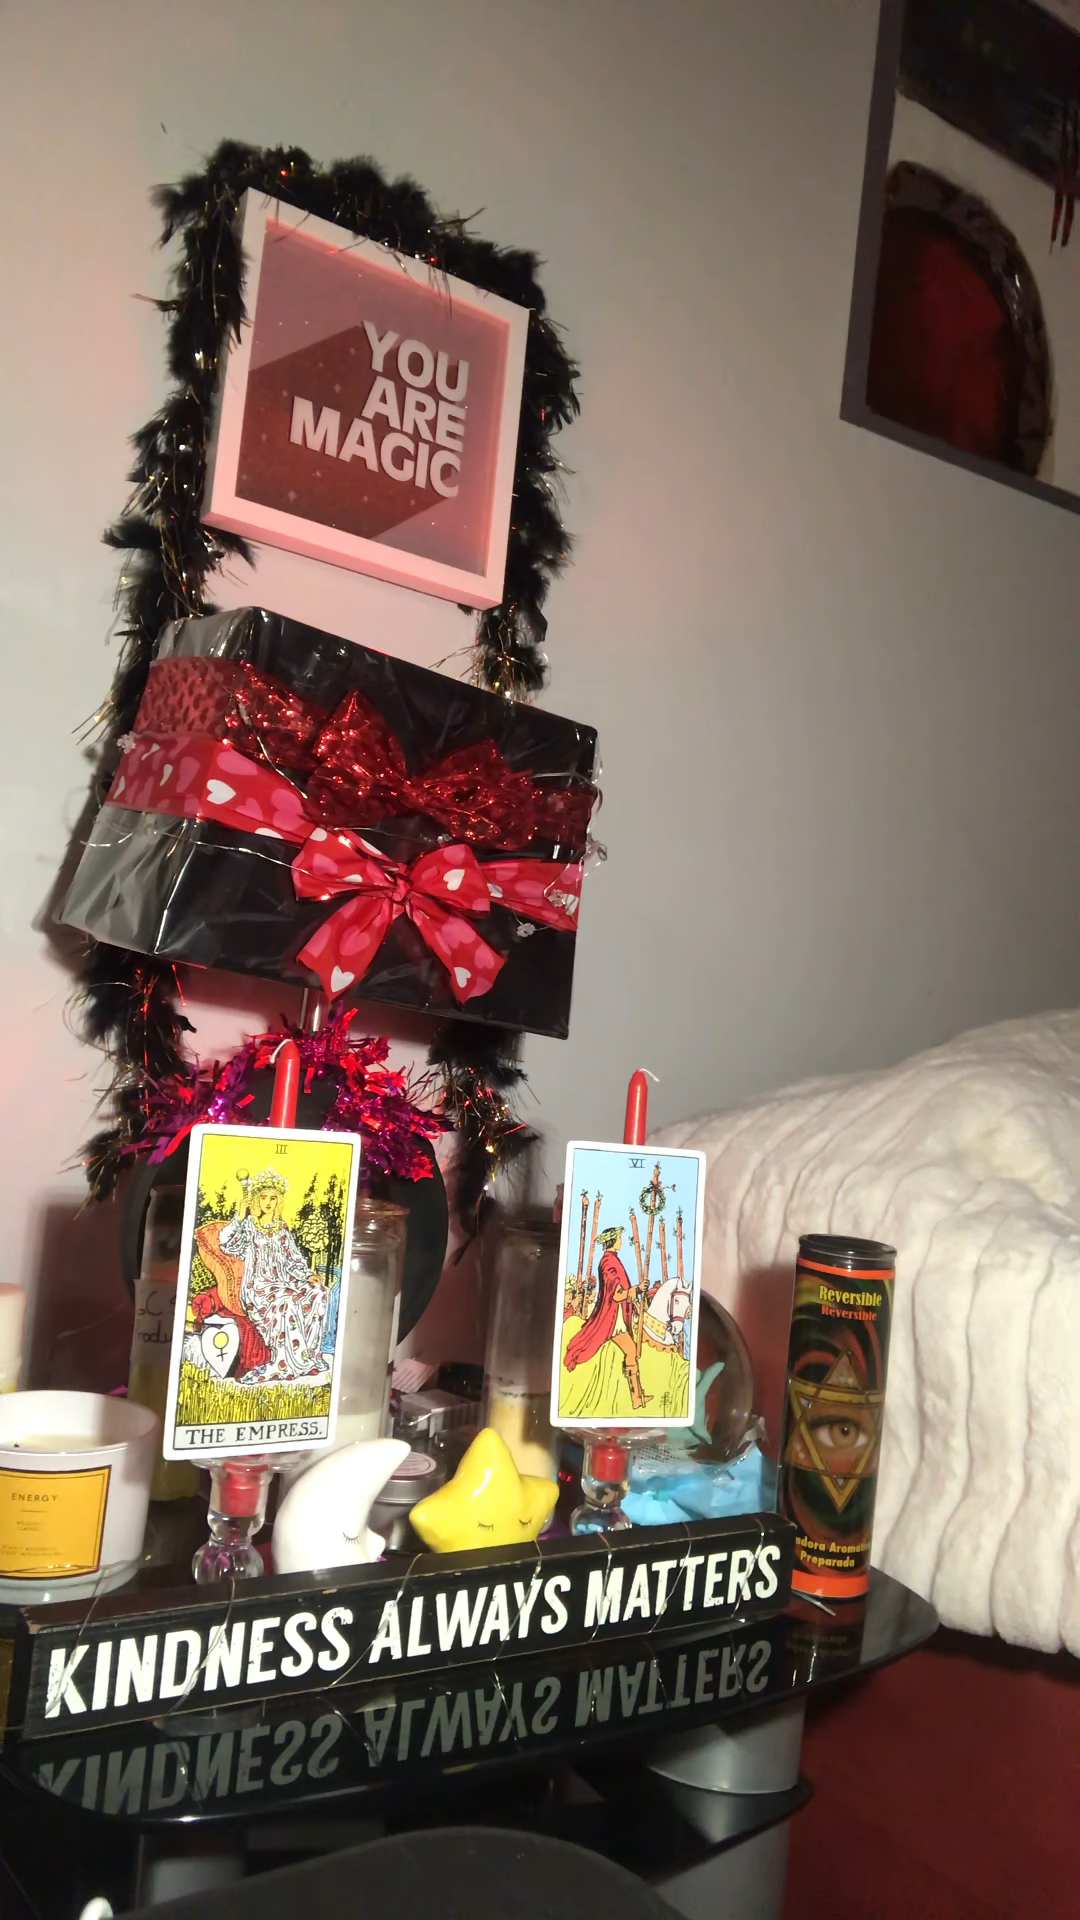 YOU
ARE
MAGIC
III
THE EMPRESS.
VI
Reversible
Reversible
Preparada
ENERGY
KINDNESS ALWAYS MATTERS